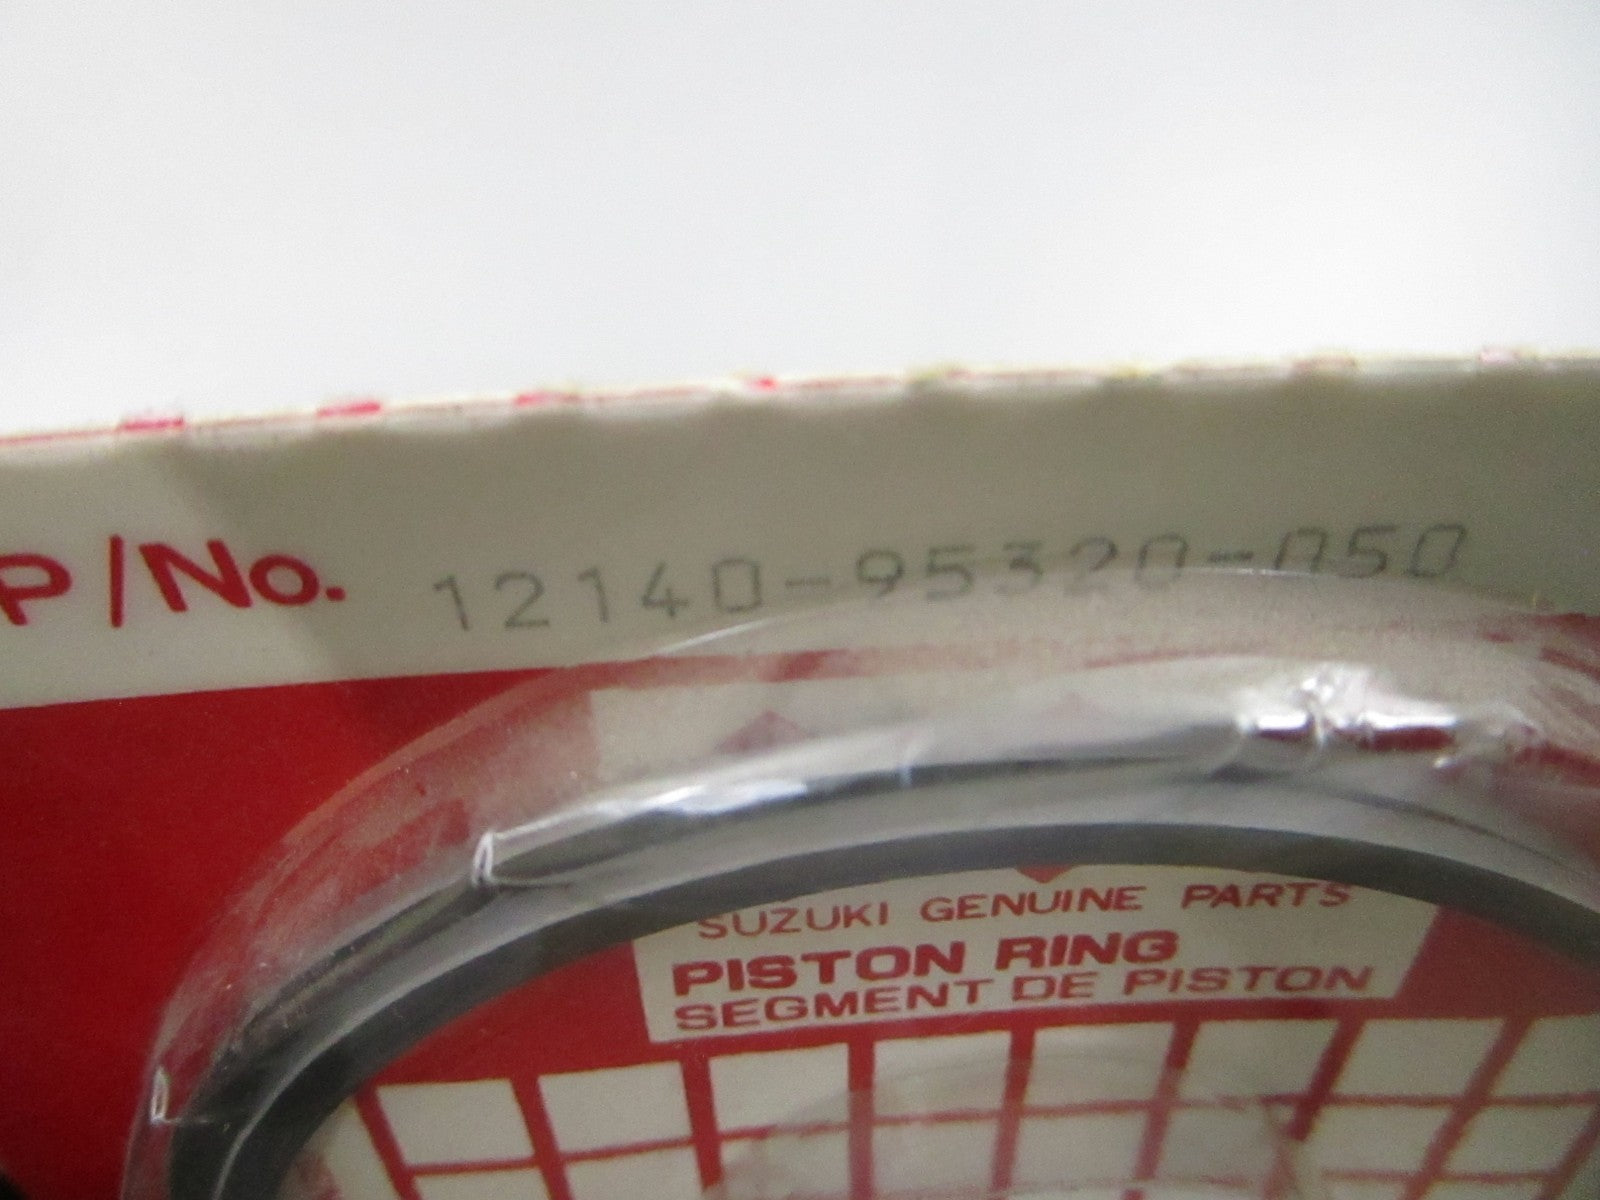 P/No. 12140-95320-050
SUZUKI GENUINE PARTS
PISTON RING
SEGMENT DE PISTON